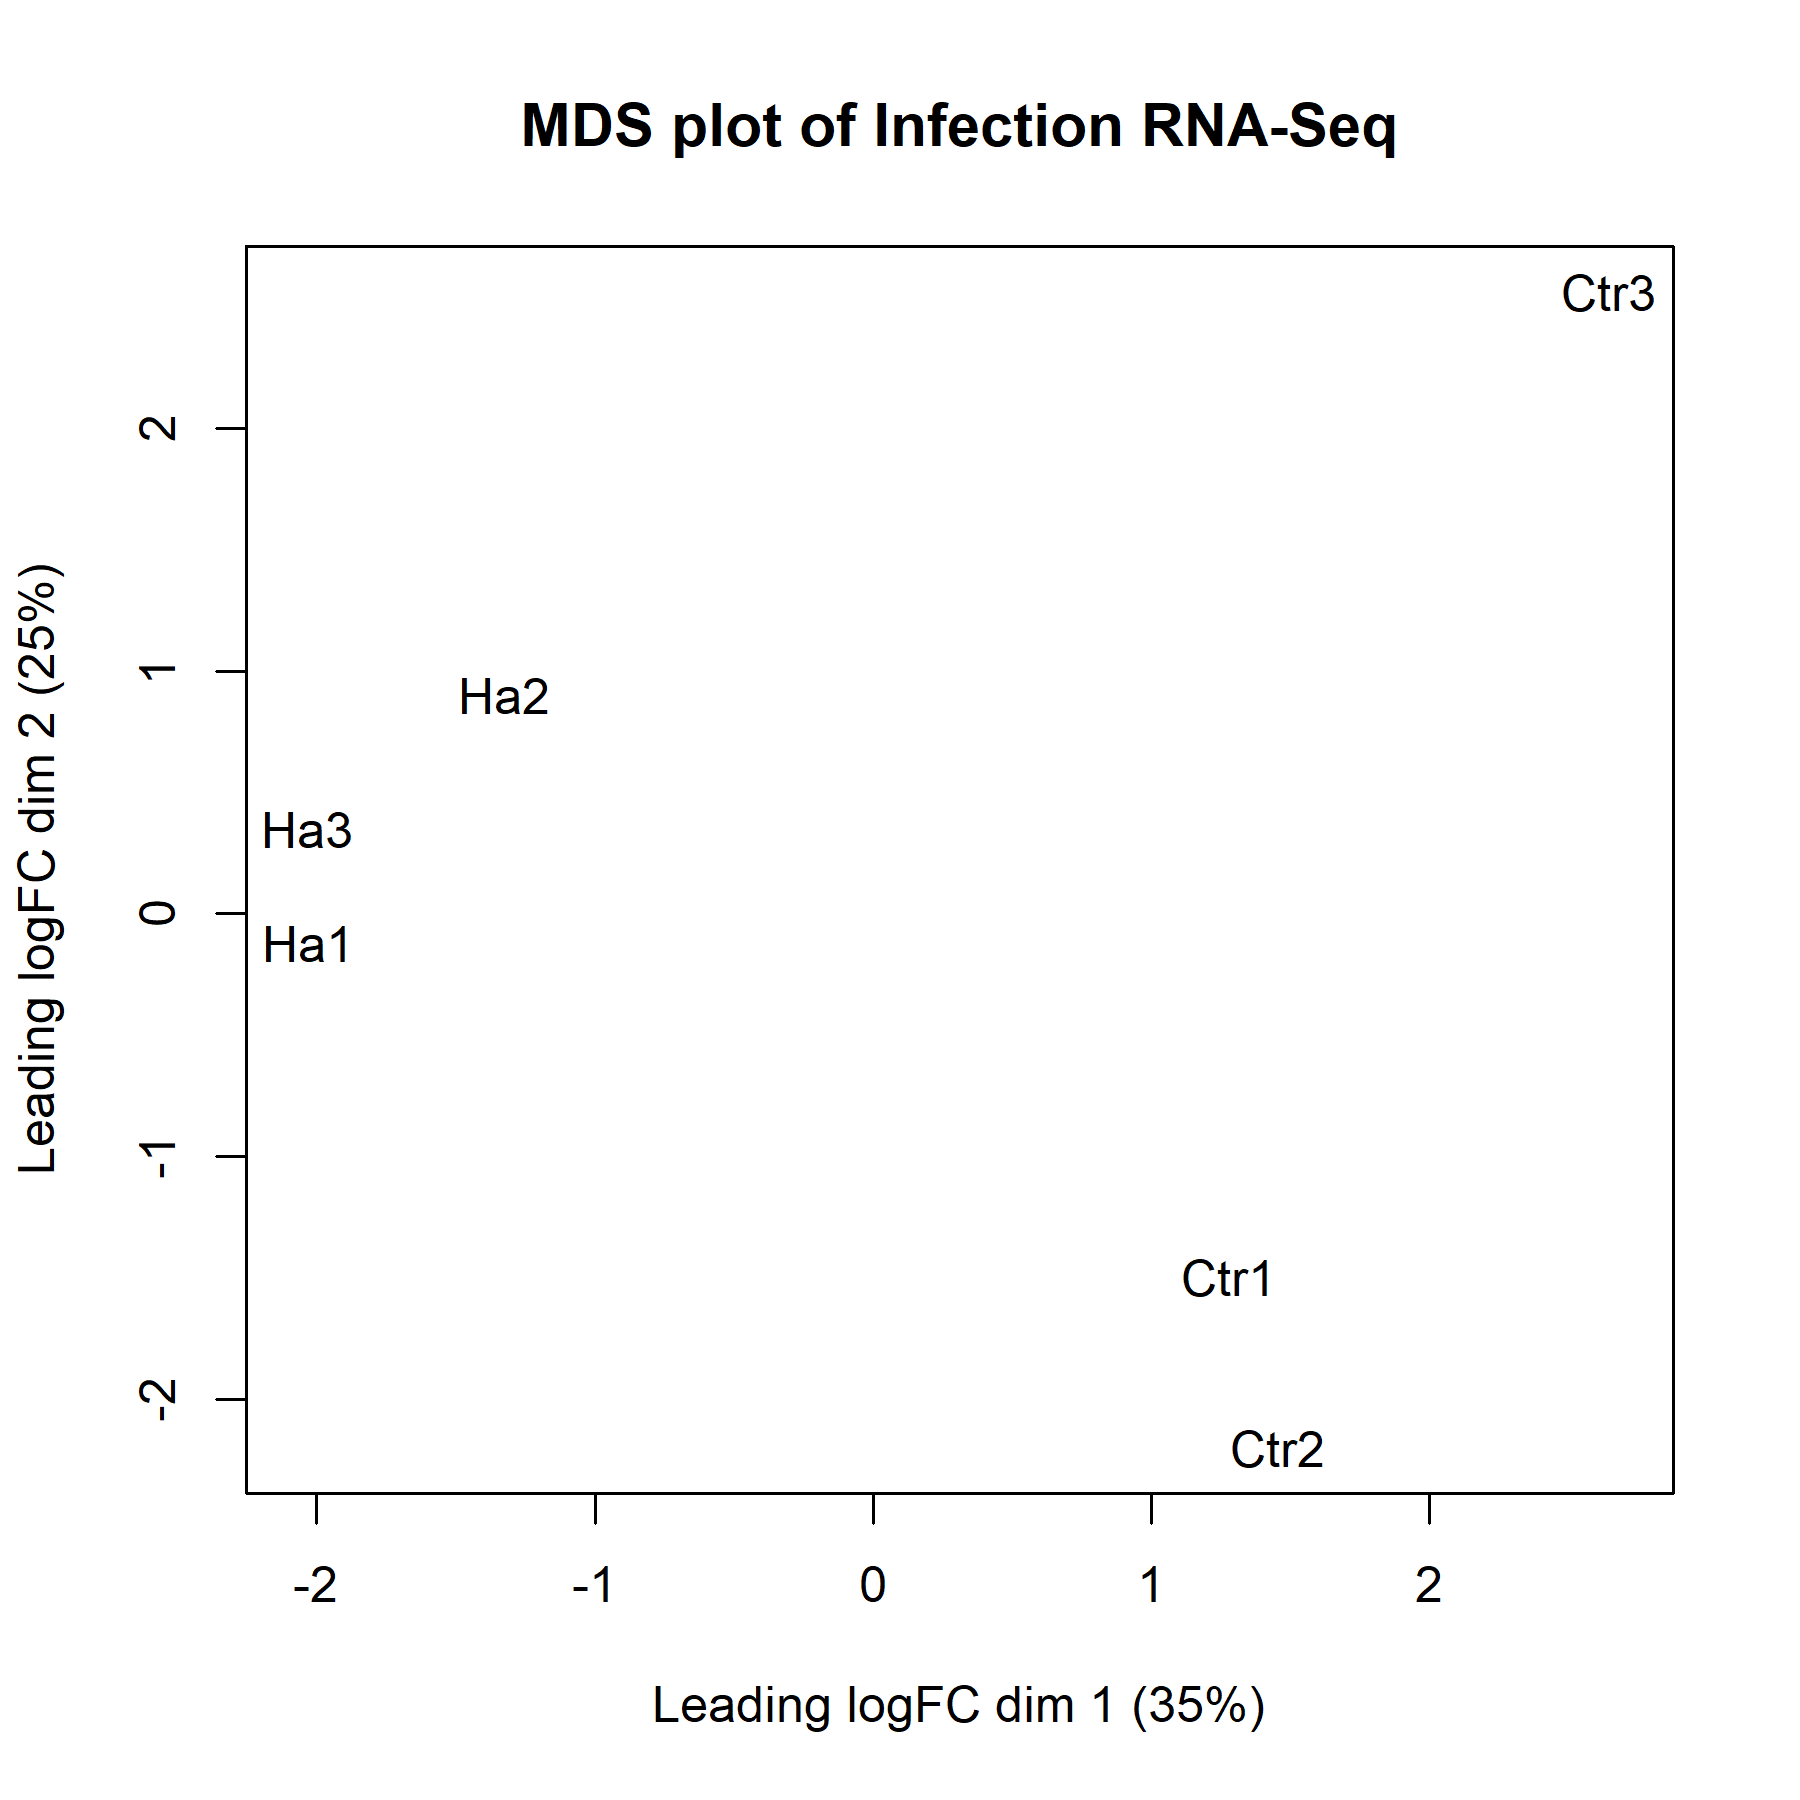 MDS plot of Infection RNA-Seq
Ctr3
2
1
Ha2
Ha3
0
Ha1
-1
Ctr1
-2
Ctr2
Leading logFC dim 2 (25%)
-2 -1 0 1 2
Leading logFC dim 1 (35%)